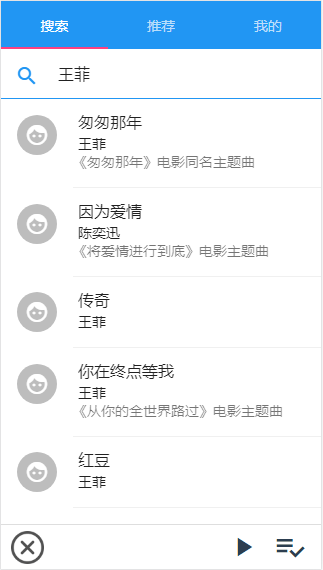 搜索 推荐 我的
王菲
匆匆那年
王菲
《匆匆那年》电影同名主题曲
因为爱情
陈奕迅
《将爱情进行到底》电影主题曲
传奇
王菲
你在终点等我
王菲
《从你的全世界路过》电影主题曲
红豆
王菲